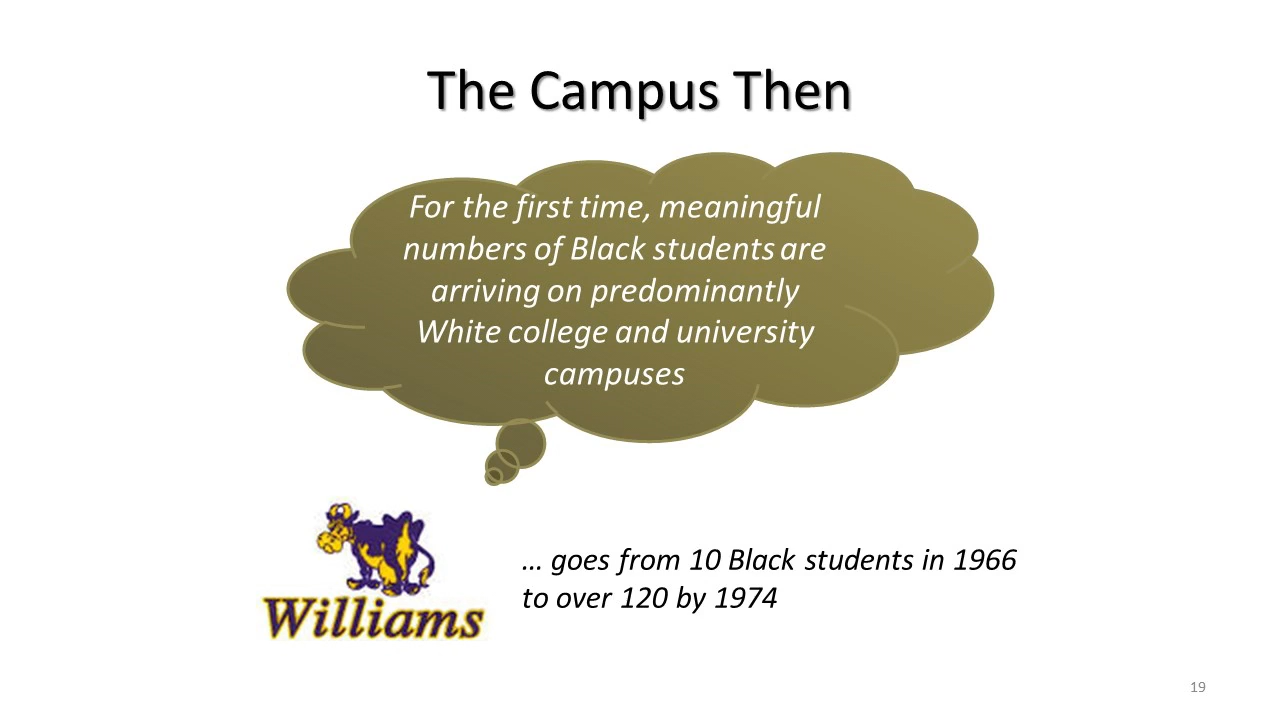 The Campus Then
For the first time, meaningful
numbers of Black students are
arriving on predominantly
White college and university
campuses
Williams
... goes from 10 Black students in 1966
to over 120 by 1974
19